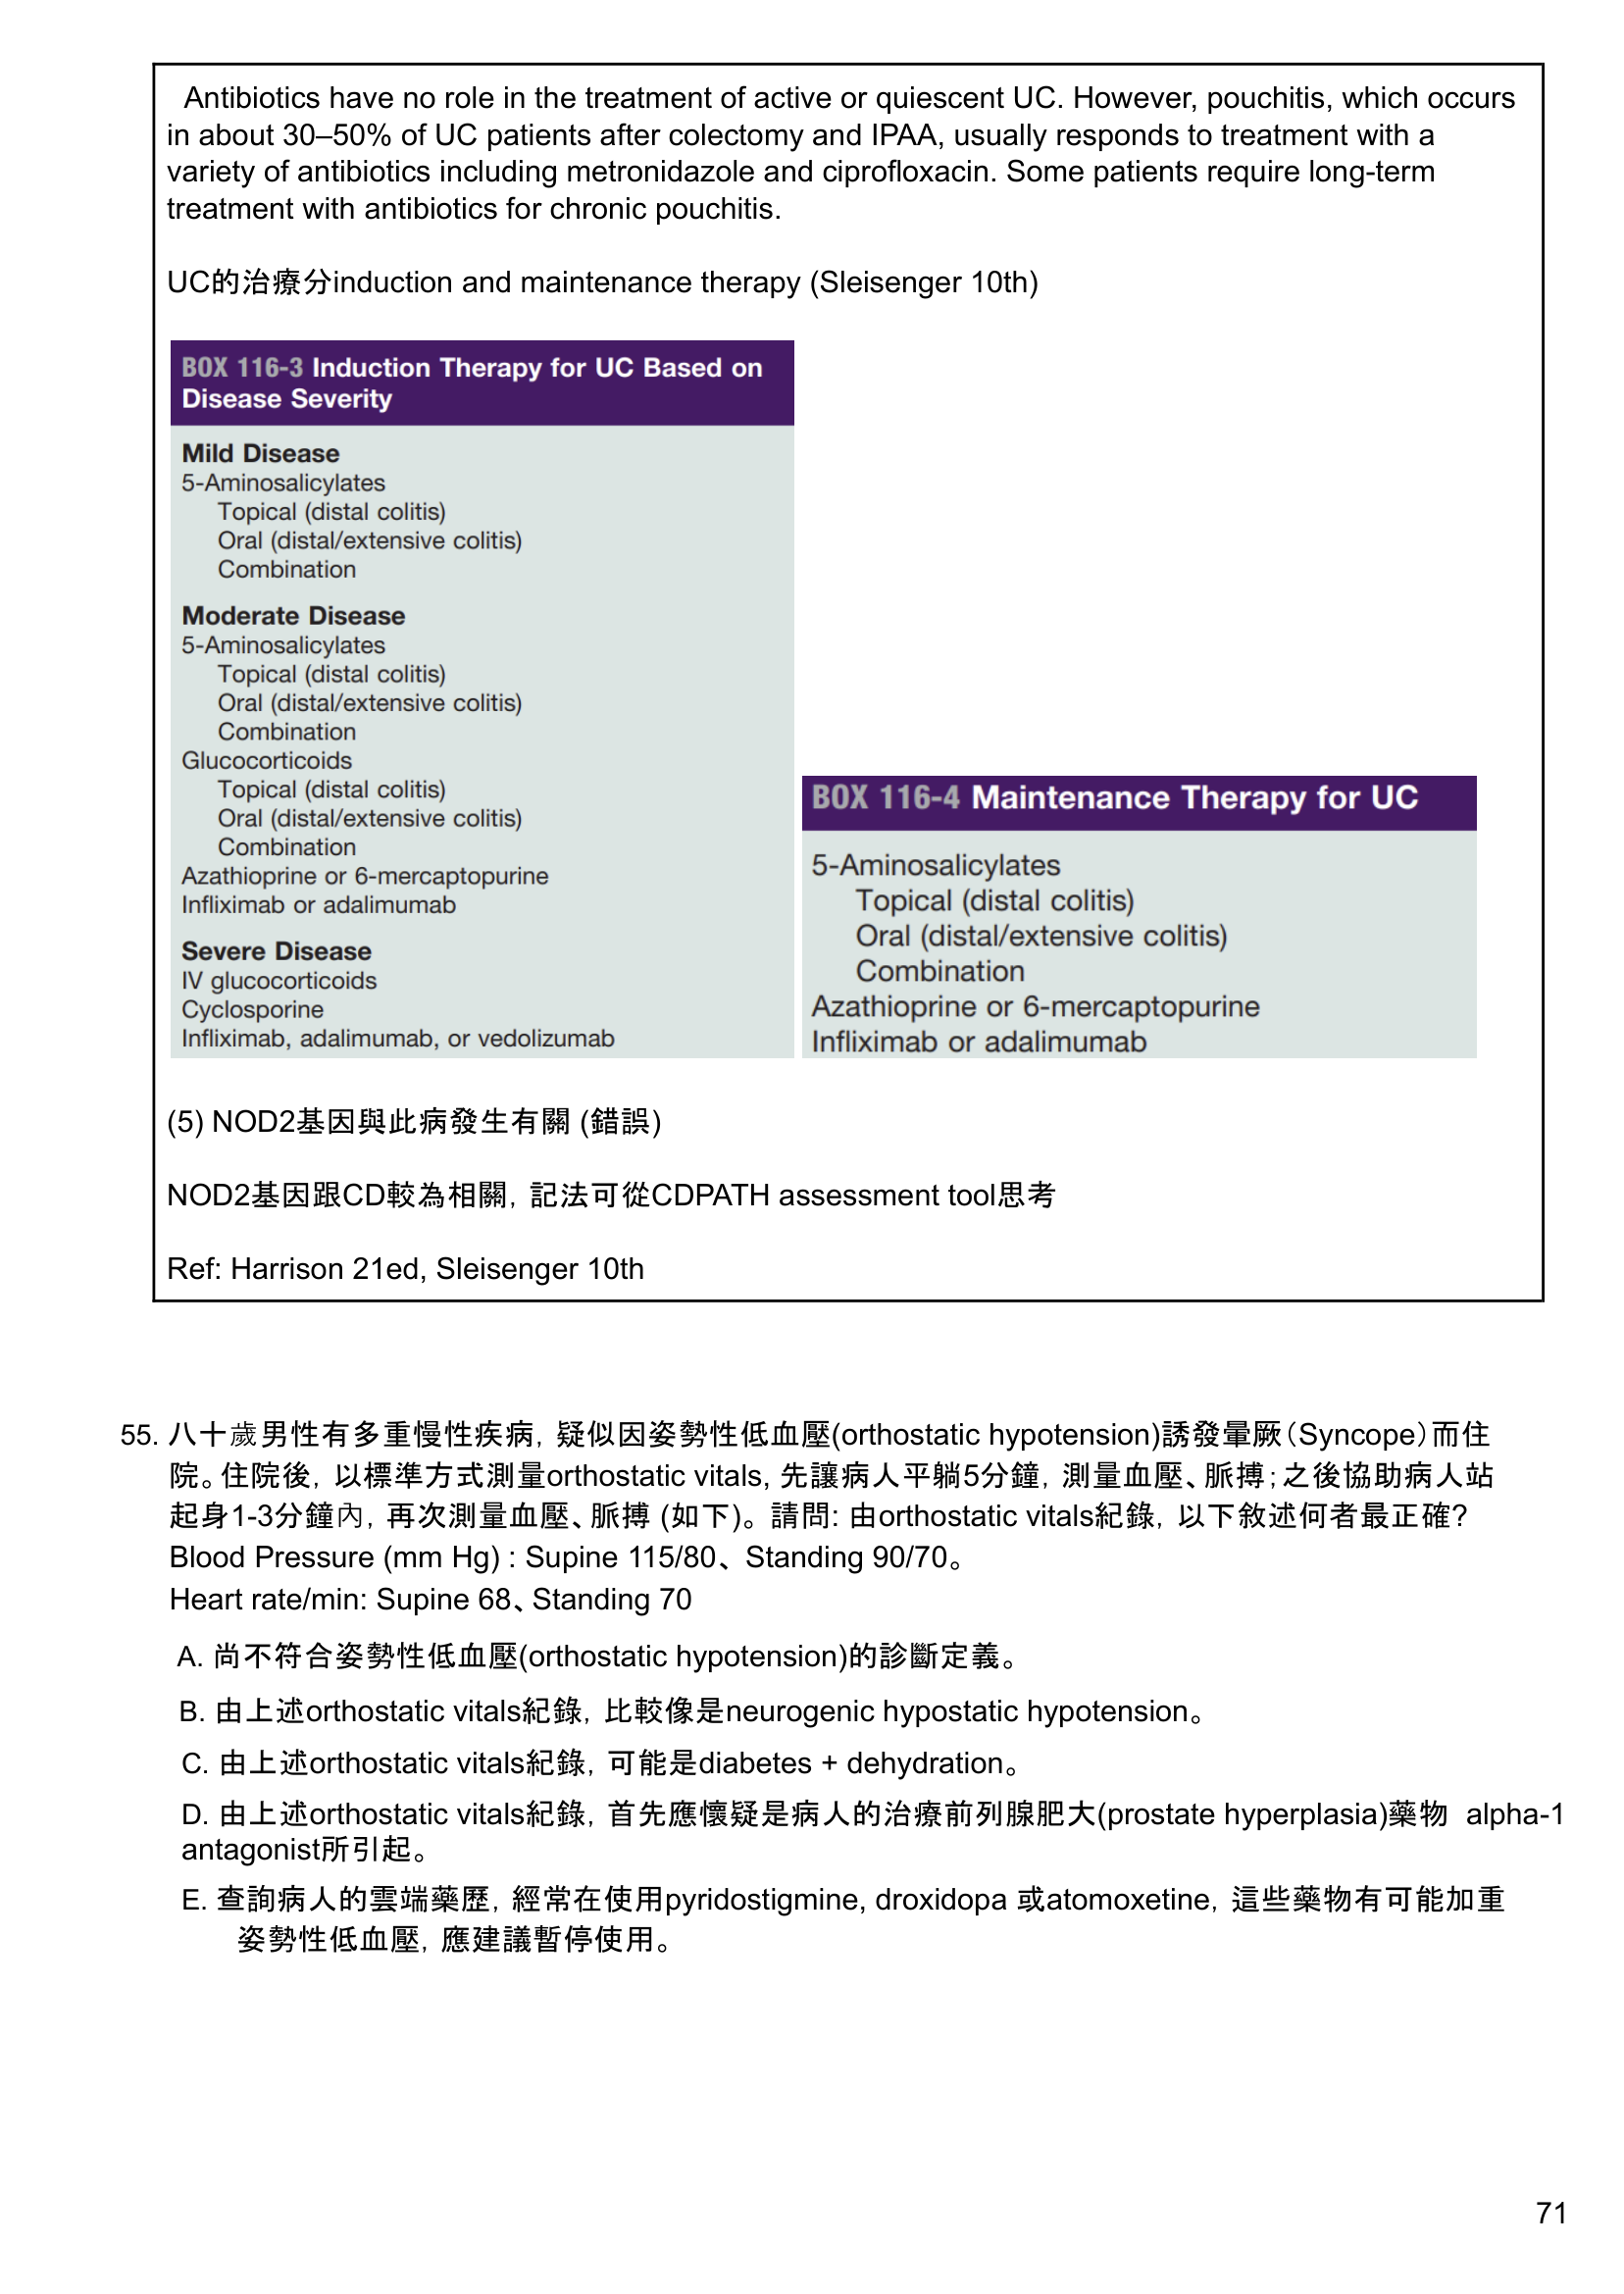 Antibiotics have no role in the treatment of active or quiescent UC. However, pouchitis, which occurs
in about 30–50% of UC patients after colectomy and IPAA, usually responds to treatment with a
variety of antibiotics including metronidazole and ciprofloxacin. Some patients require long-term
treatment with antibiotics for chronic pouchitis.
UC的治療分induction and maintenance therapy (Sleisenger 10th)
BOX 116-3 Induction Therapy for UC Based on
Disease Severity
Mild Disease
5-Aminosalicylates
Topical (distal colitis)
Oral (distal/extensive colitis)
Combination
Moderate Disease
5-Aminosalicylates
Topical (distal colitis)
Oral (distal/extensive colitis)
Combination
Glucocorticoids
Topical (distal colitis)
Oral (distal/extensive colitis)
Combination
Azathioprine or 6-mercaptopurine
Infliximab or adalimumab
Severe Disease
IV glucocorticoids
Cyclosporine
Infliximab, adalimumab, or vedolizumab
BOX 116-4 Maintenance Therapy for UC
5-Aminosalicylates
Topical (distal colitis)
Oral (distal/extensive colitis)
Combination
Azathioprine or 6-mercaptopurine
Infliximab or adalimumab
(5) NOD2基因與此病發生有關 (錯誤)
NOD2基因跟CD較為相關，記法可從CDPATH assessment tool思考
Ref: Harrison 21ed, Sleisenger 10th
55. 八十歲男性有多重慢性疾病，疑似因姿勢性低血壓(orthostatic hypotension)誘發暈厥（Syncope）而住
院。住院後，以標準方式測量orthostatic vitals, 先讓病人平躺5分鐘，測量血壓、脈搏；之後協助病人站
起身1-3分鐘內，再次測量血壓、脈搏 (如下)。請問: 由orthostatic vitals紀錄，以下敘述何者最正確?
Blood Pressure (mm Hg) : Supine 115/80、Standing 90/70。
Heart rate/min: Supine 68、Standing 70
A. 尚不符合姿勢性低血壓(orthostatic hypotension)的診斷定義。
B. 由上述orthostatic vitals紀錄，比較像是neurogenic hypostatic hypotension。
C. 由上述orthostatic vitals紀錄，可能是diabetes + dehydration。
D. 由上述orthostatic vitals紀錄，首先應懷疑是病人的治療前列腺肥大(prostate hyperplasia)藥物 alpha-1
antagonist所引起。
E. 查詢病人的雲端藥歷，經常在使用pyridostigmine, droxidopa 或atomoxetine，這些藥物有可能加重
姿勢性低血壓，應建議暫停使用。
71